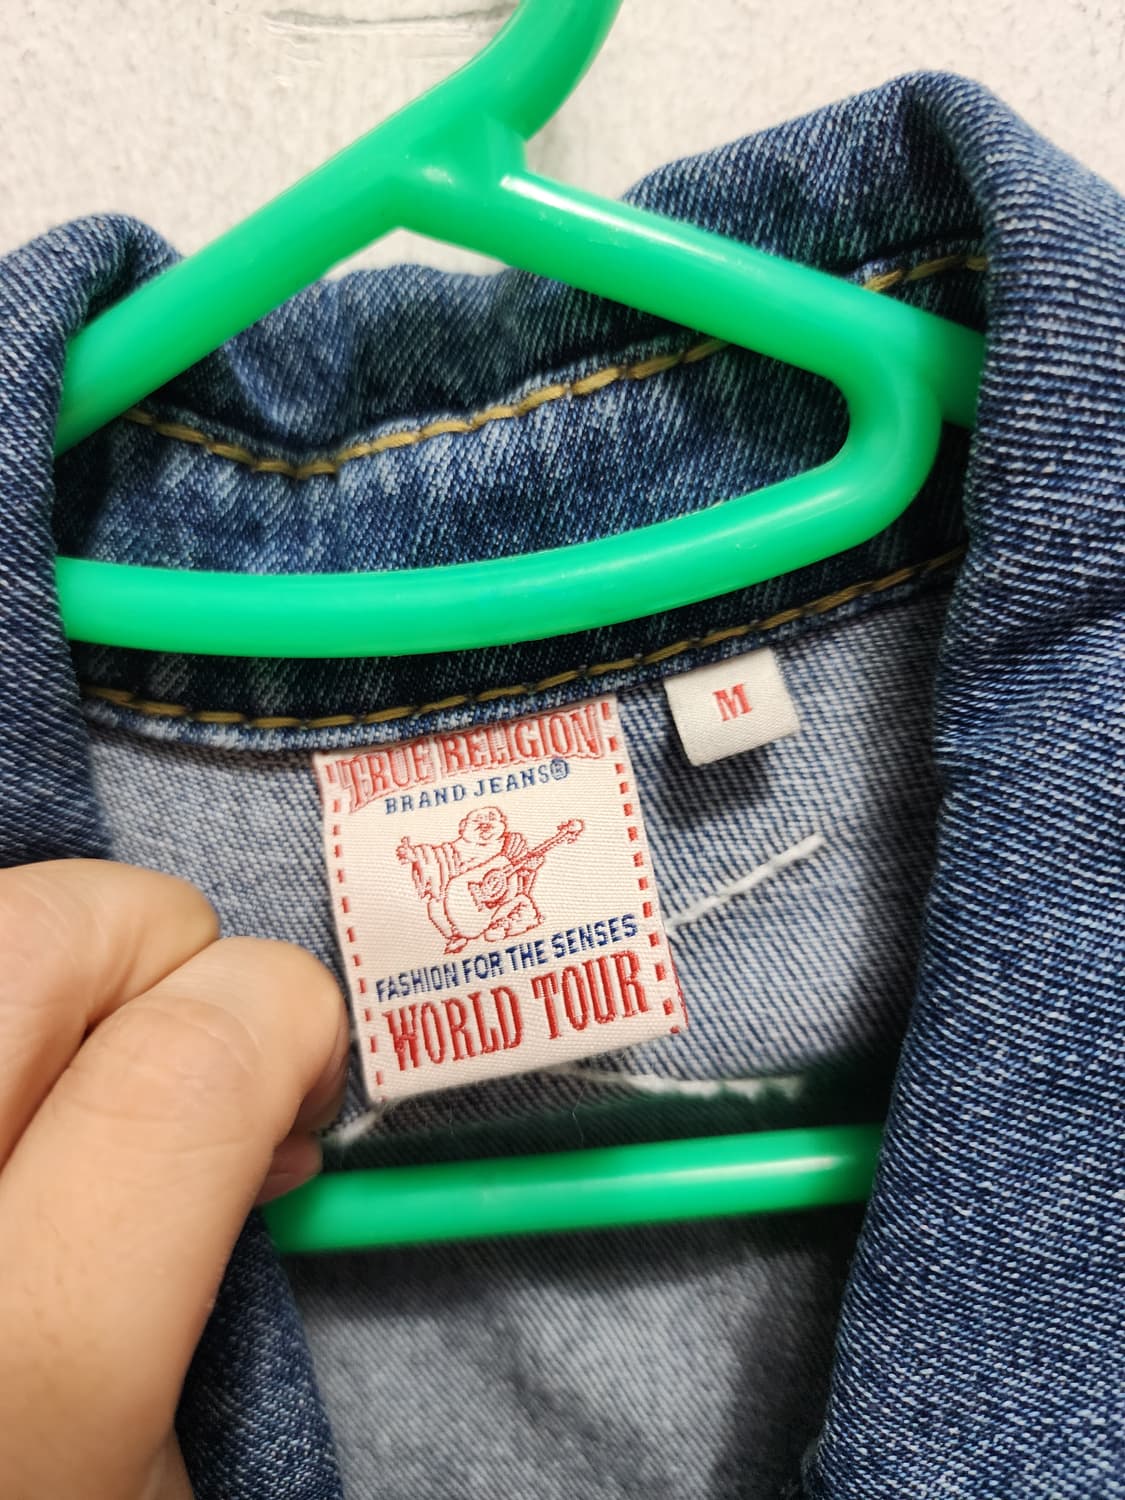 TRUE RELIGION
BRAND JEANS®
FASHION FOR THE SENSES
WORLD TOUR
M